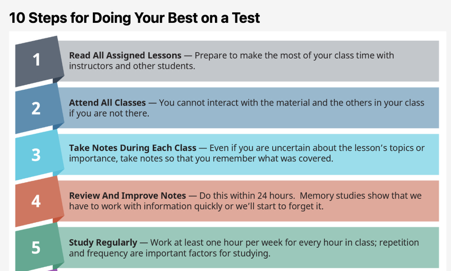 10 Steps for Doing Your Best on a Test
1
Read All Assigned Lessons — Prepare to make the most of your class time with
instructors and other students.
2
Attend All Classes — You cannot interact with the material and the others in your class
if you are not there.
3
Take Notes During Each Class — Even if you are uncertain about the lesson's topics or
importance, take notes so that you remember what was covered.
4
Review And Improve Notes — Do this within 24 hours.  Memory studies show that we
have to work with information quickly or we'll start to forget it.
5
Study Regularly — Work at least one hour per week for every hour in class; repetition
and frequency are important factors for studying.